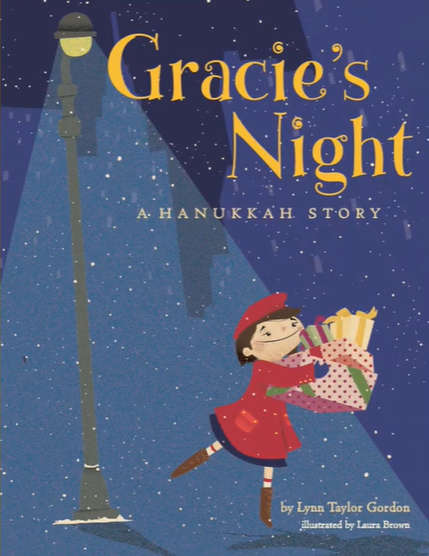 Gracie's
Night
A HANUKKAH STORY
by Lynn Taylor Gordon
illustrated by Laura Brown